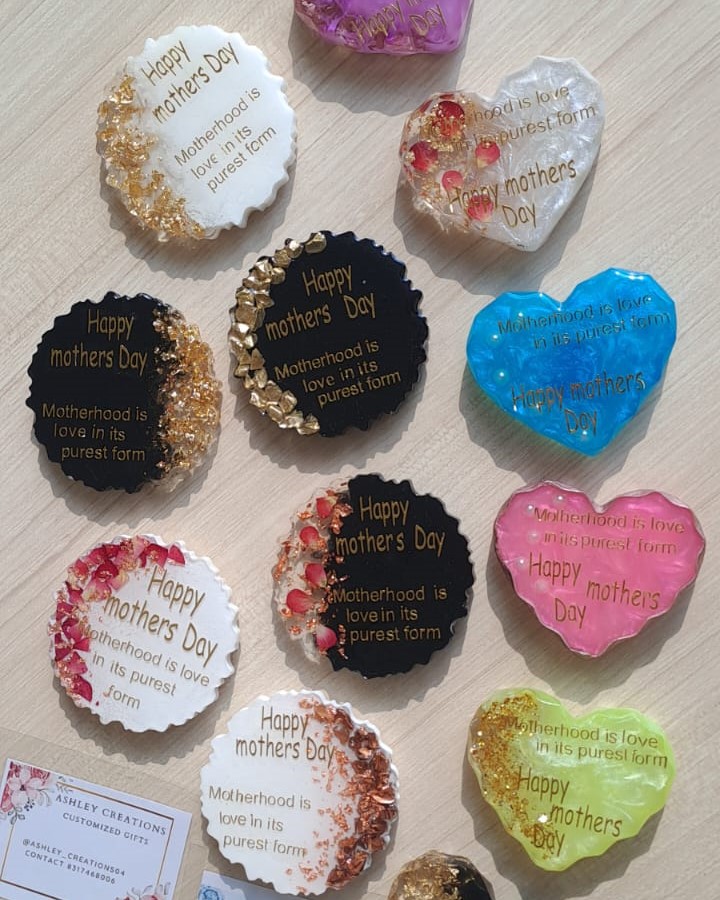 Happy
Day
Happy
mothers Day
Motherhood is
love in its
purest form
hood is love
purest form
Happy mothers
Day
Happy
mothers Day
Motherhood is
love in its
purest form
Happy
mothers Day
Motherhood is
love in its
purest form
Motherhood is love
in its purest form
Happy mothers
Day
Happy
mothers Day
Motherhood is
love in its
purest form
Motherhood is love
in its purest form
Happy mothers
Day
Happy
mothers Day
Motherhood is love
in its purest
form
Happy
mothers Day
Motherhood is
love in its
purest form
Motherhood is love
in its purest form
Happy
mothers
Day
ASHLEY CREATIONS
CUSTOMIZED GIFTS
@ASHLEY_CREATIONS04
CONTACT 8317468006